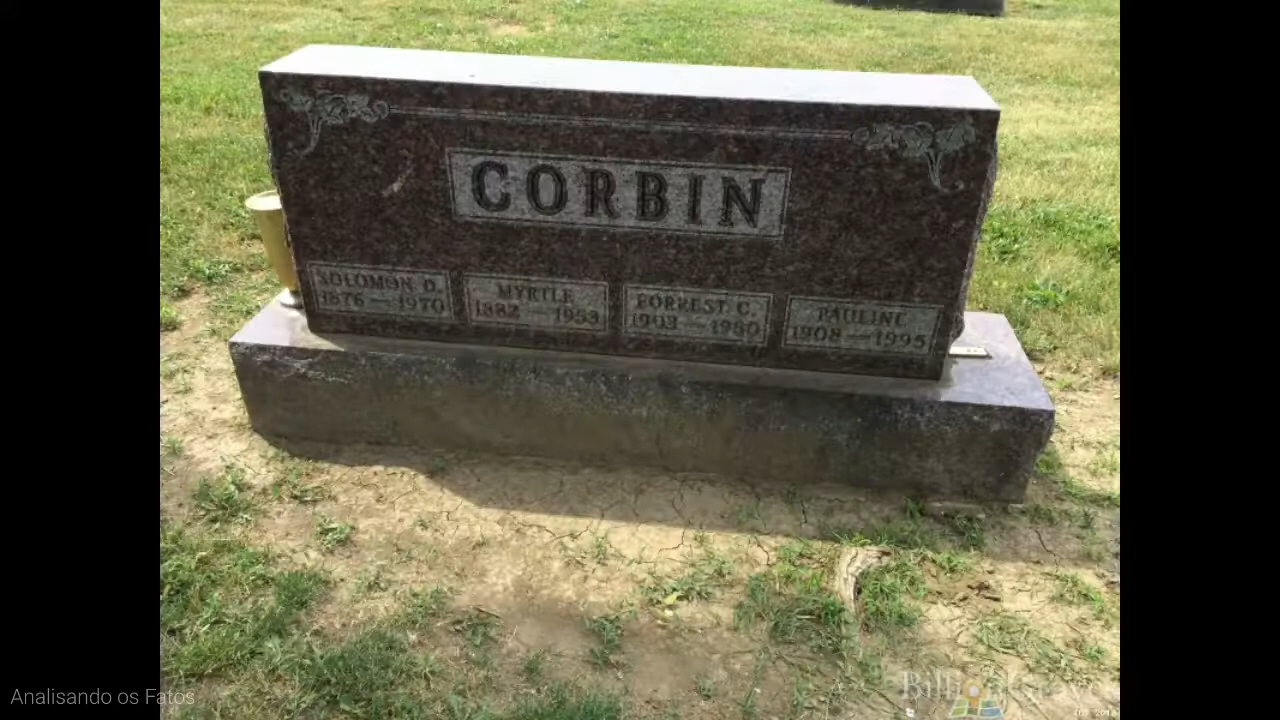 CORBIN
SOLOMON D.
1876 — 1970
MYRTLE
1882 — 1953
FORREST C.
1903 — 1980
PAULINE
1908 — 1995
Analisando os Fatos
BillionGraves